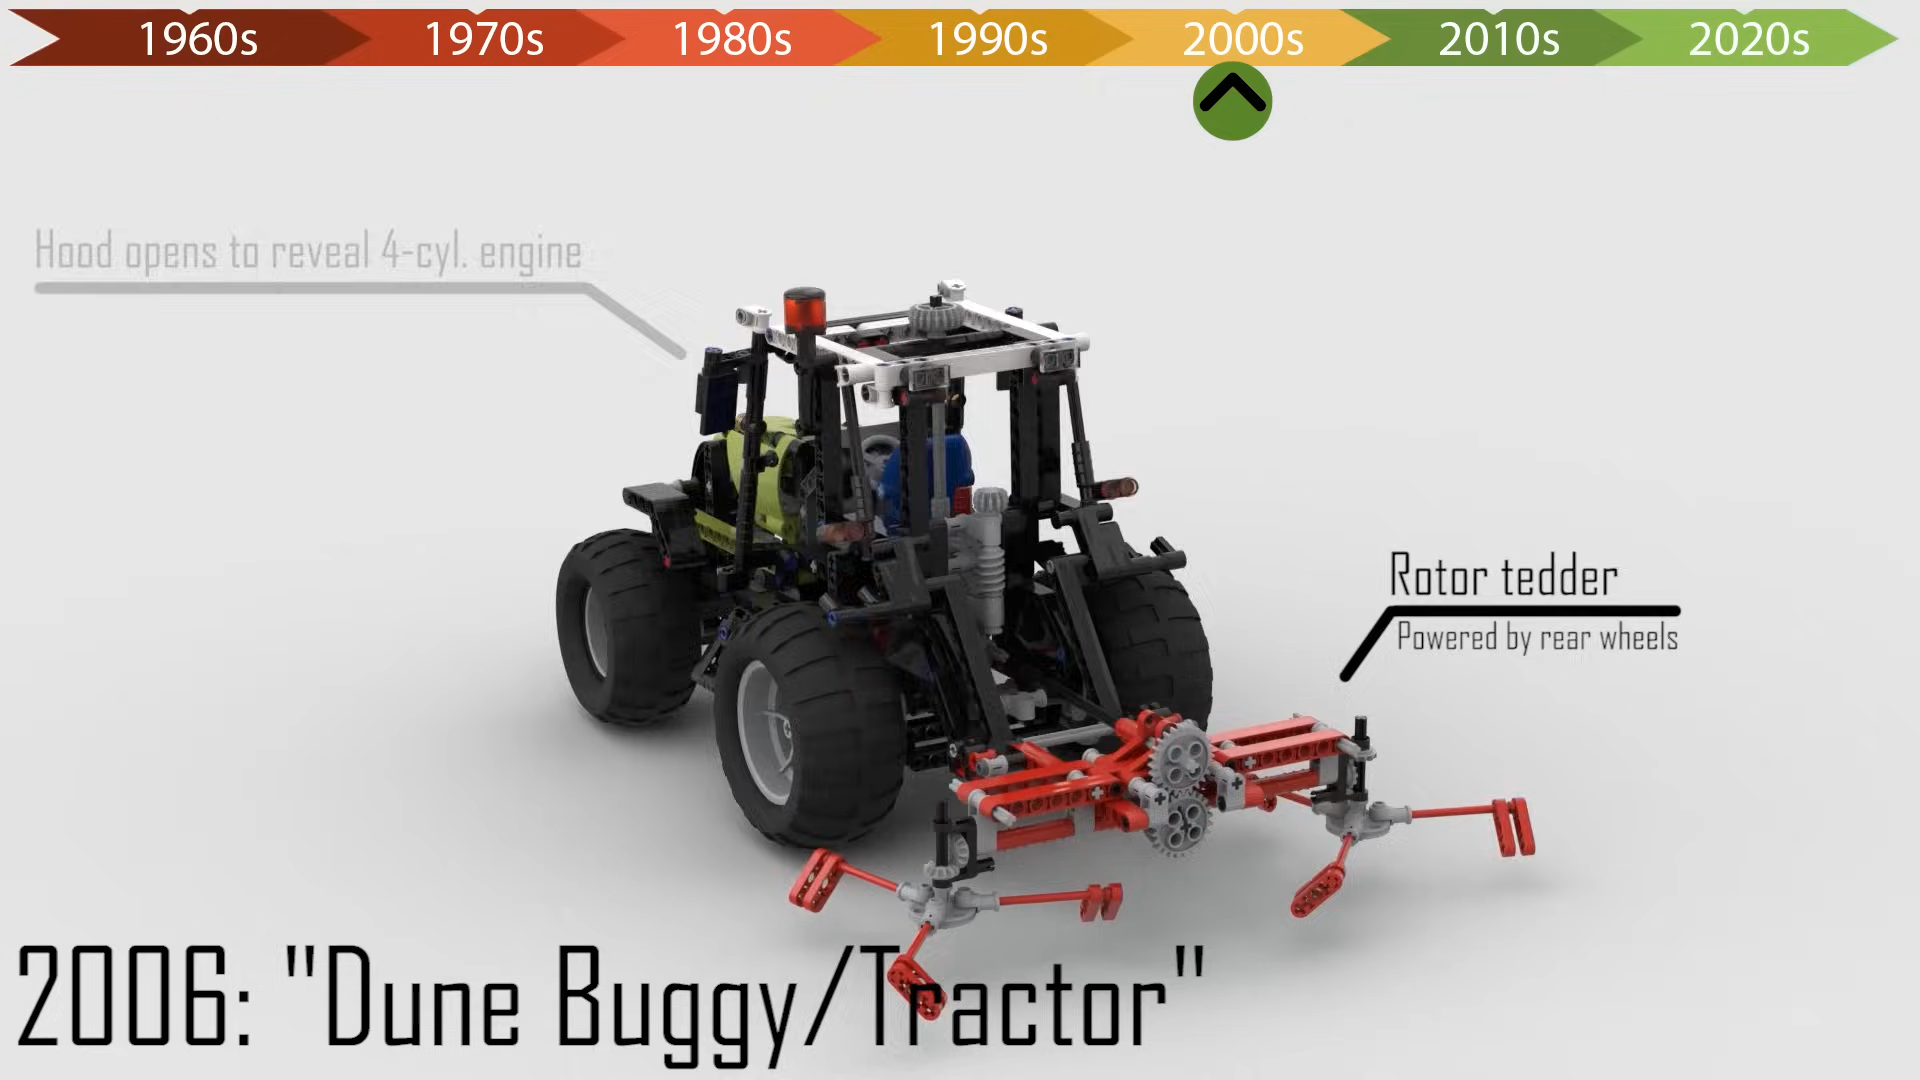 1960s 1970s 1980s 1990s 2000s 2010s 2020s
Hood opens to reveal 4-cyl. engine
Rotor tedder
Powered by rear wheels
2006: "Dune Buggy/Tractor"